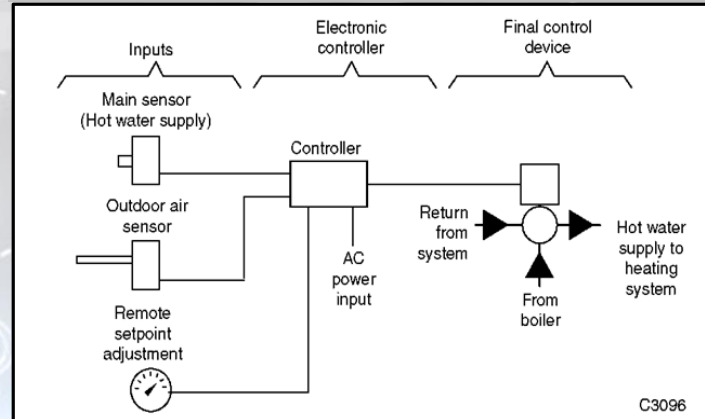 Inputs
Electronic
controller
Final control
device
Main sensor
(Hot water supply)
Controller
Outdoor air
sensor
Return
from
system
Hot water
supply to
heating
system
AC
power
input
From
boiler
Remote
setpoint
adjustment
C3096